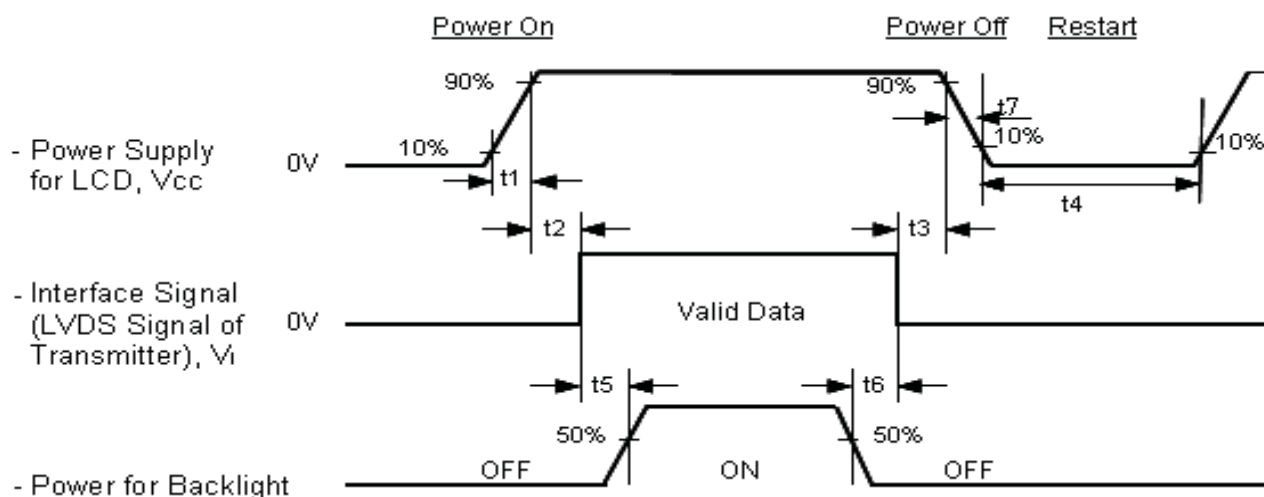 Power On
Power Off
Restart
90%
90%
t7
10%
10%
10%
- Power Supply
for LCD, Vcc
0V
t1
t4
t2
t3
- Interface Signal
(LVDS Signal of
Transmitter), Vi
0V
Valid Data
t5
t6
50%
50%
- Power for Backlight
OFF
ON
OFF